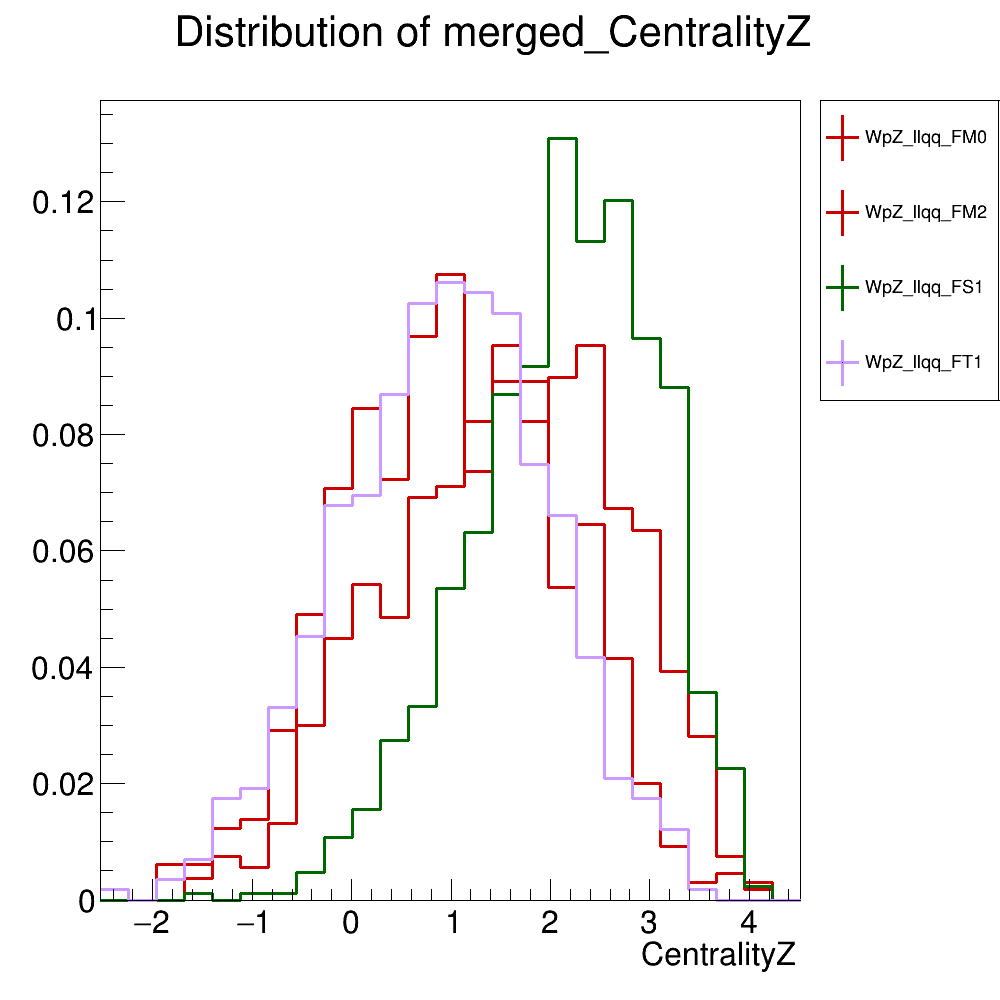 Distribution of merged_CentralityZ
WpZ_llqq_FM0
WpZ_llqq_FM2
WpZ_llqq_FS1
WpZ_llqq_FT1
0.12
0.1
0.08
0.06
0.04
0.02
0
−2 −1 0 1 2 3 4
CentralityZ